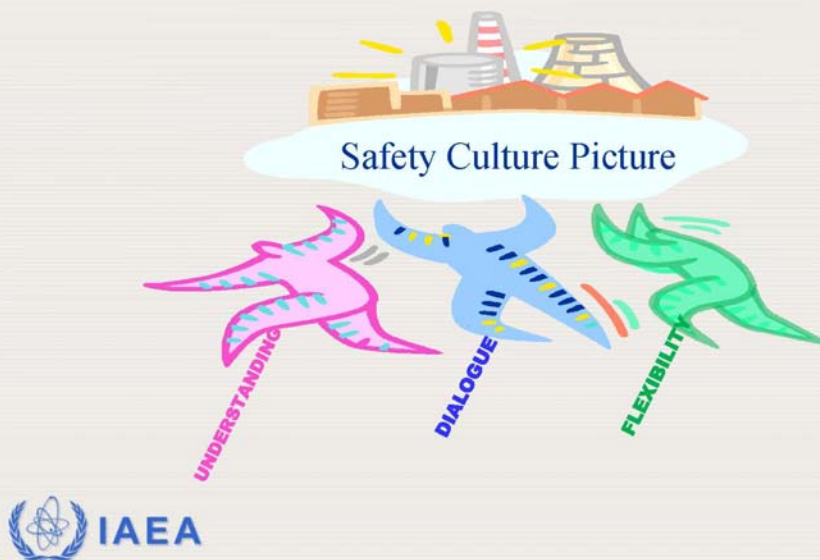 Safety Culture Picture
UNDERSTANDING
DIALOGUE
FLEXIBILITY
IAEA